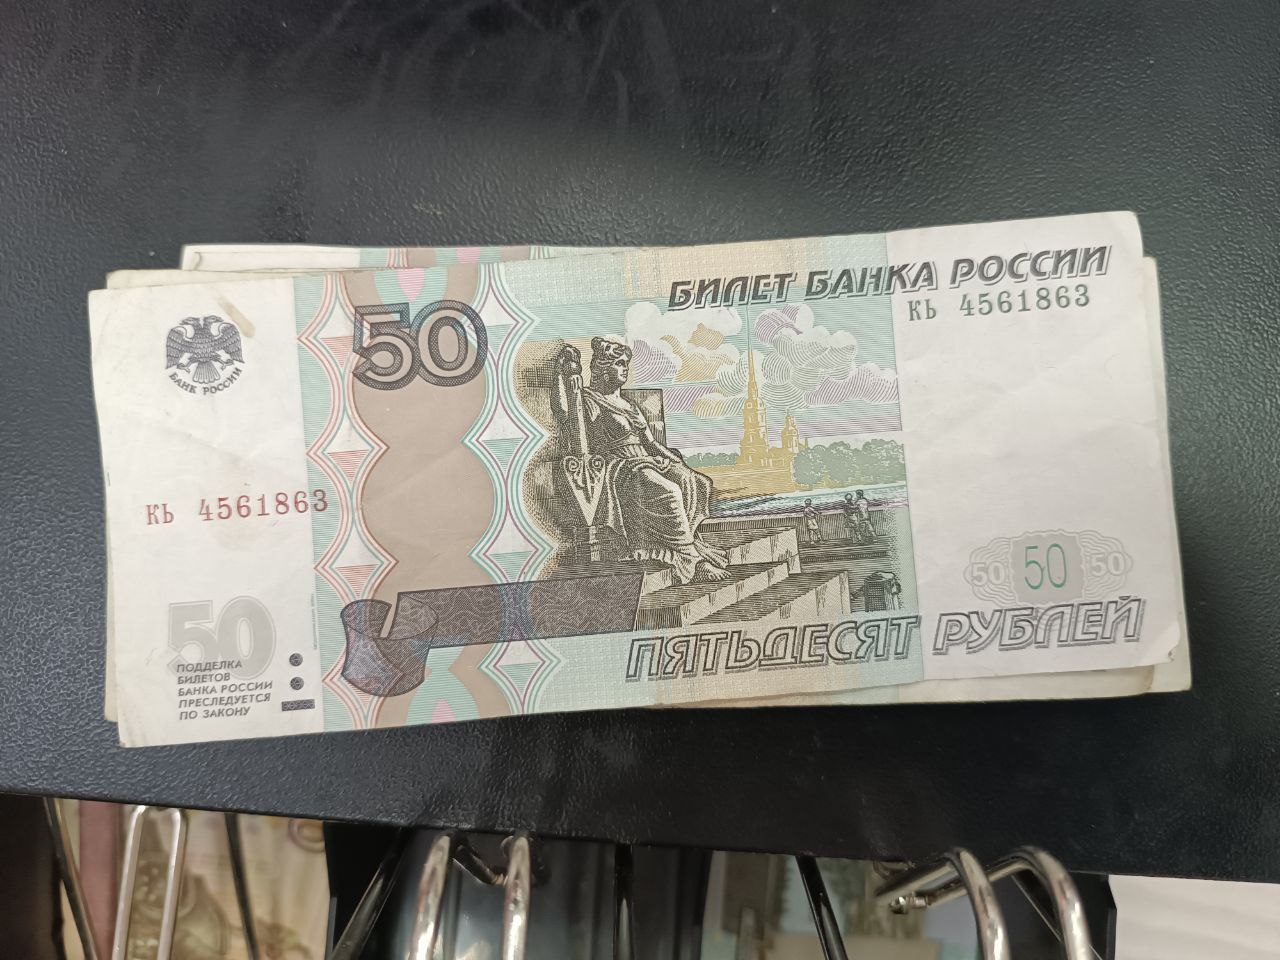 БИЛЕТ БАНКА РОССИИ
кь 4561863
50
БАНК РОССИИ
кь 4561863
50 50 50
50
ПЯТЬДЕСЯТ РУБЛЕЙ
ПОДДЕЛКА
БИЛЕТОВ
БАНКА РОССИИ
ПРЕСЛЕДУЕТСЯ
ПО ЗАКОНУ